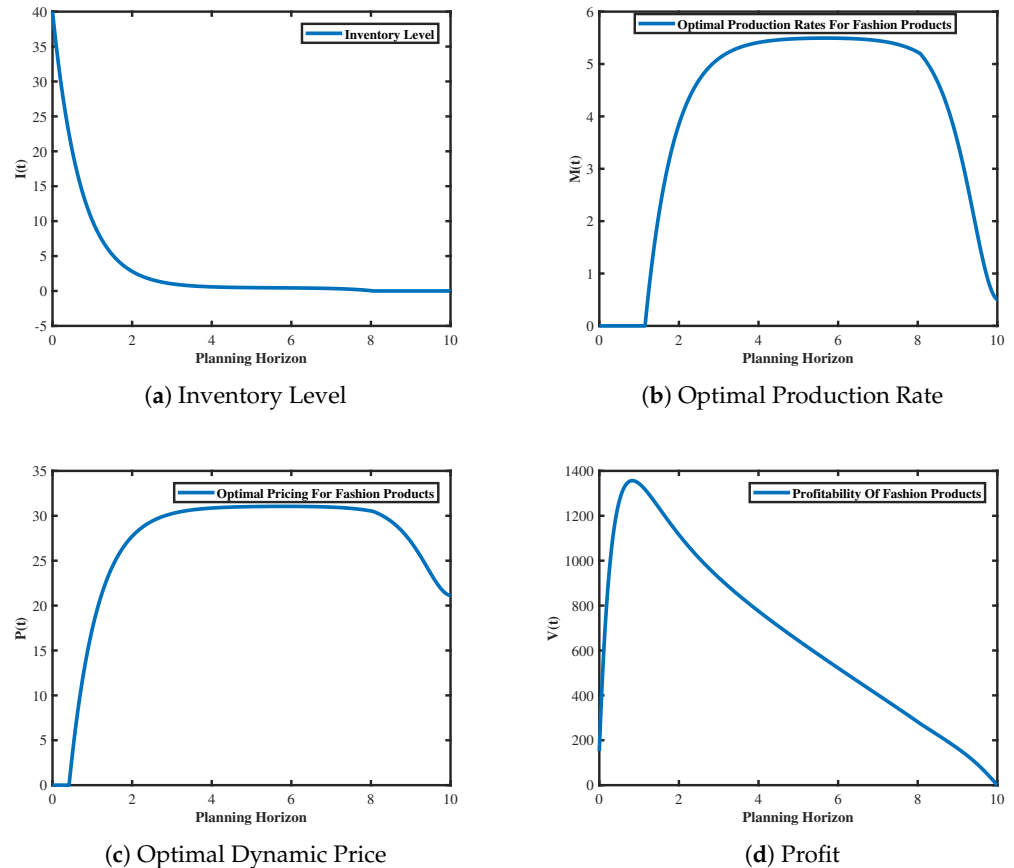 40
35
30
25
20
15
10
5
0
-5
I(t)
Inventory Level
0 2 4 6 8 10
Planning Horizon
(a) Inventory Level
6
5
4
3
2
1
0
M(t)
Optimal Production Rates For Fashion Products
0 2 4 6 8 10
Planning Horizon
(b) Optimal Production Rate
35
30
25
20
15
10
5
0
P(t)
Optimal Pricing For Fashion Products
0 2 4 6 8 10
Planning Horizon
(c) Optimal Dynamic Price
1400
1200
1000
800
600
400
200
0
V(t)
Profitability Of Fashion Products
0 2 4 6 8 10
Planning Horizon
(d) Profit